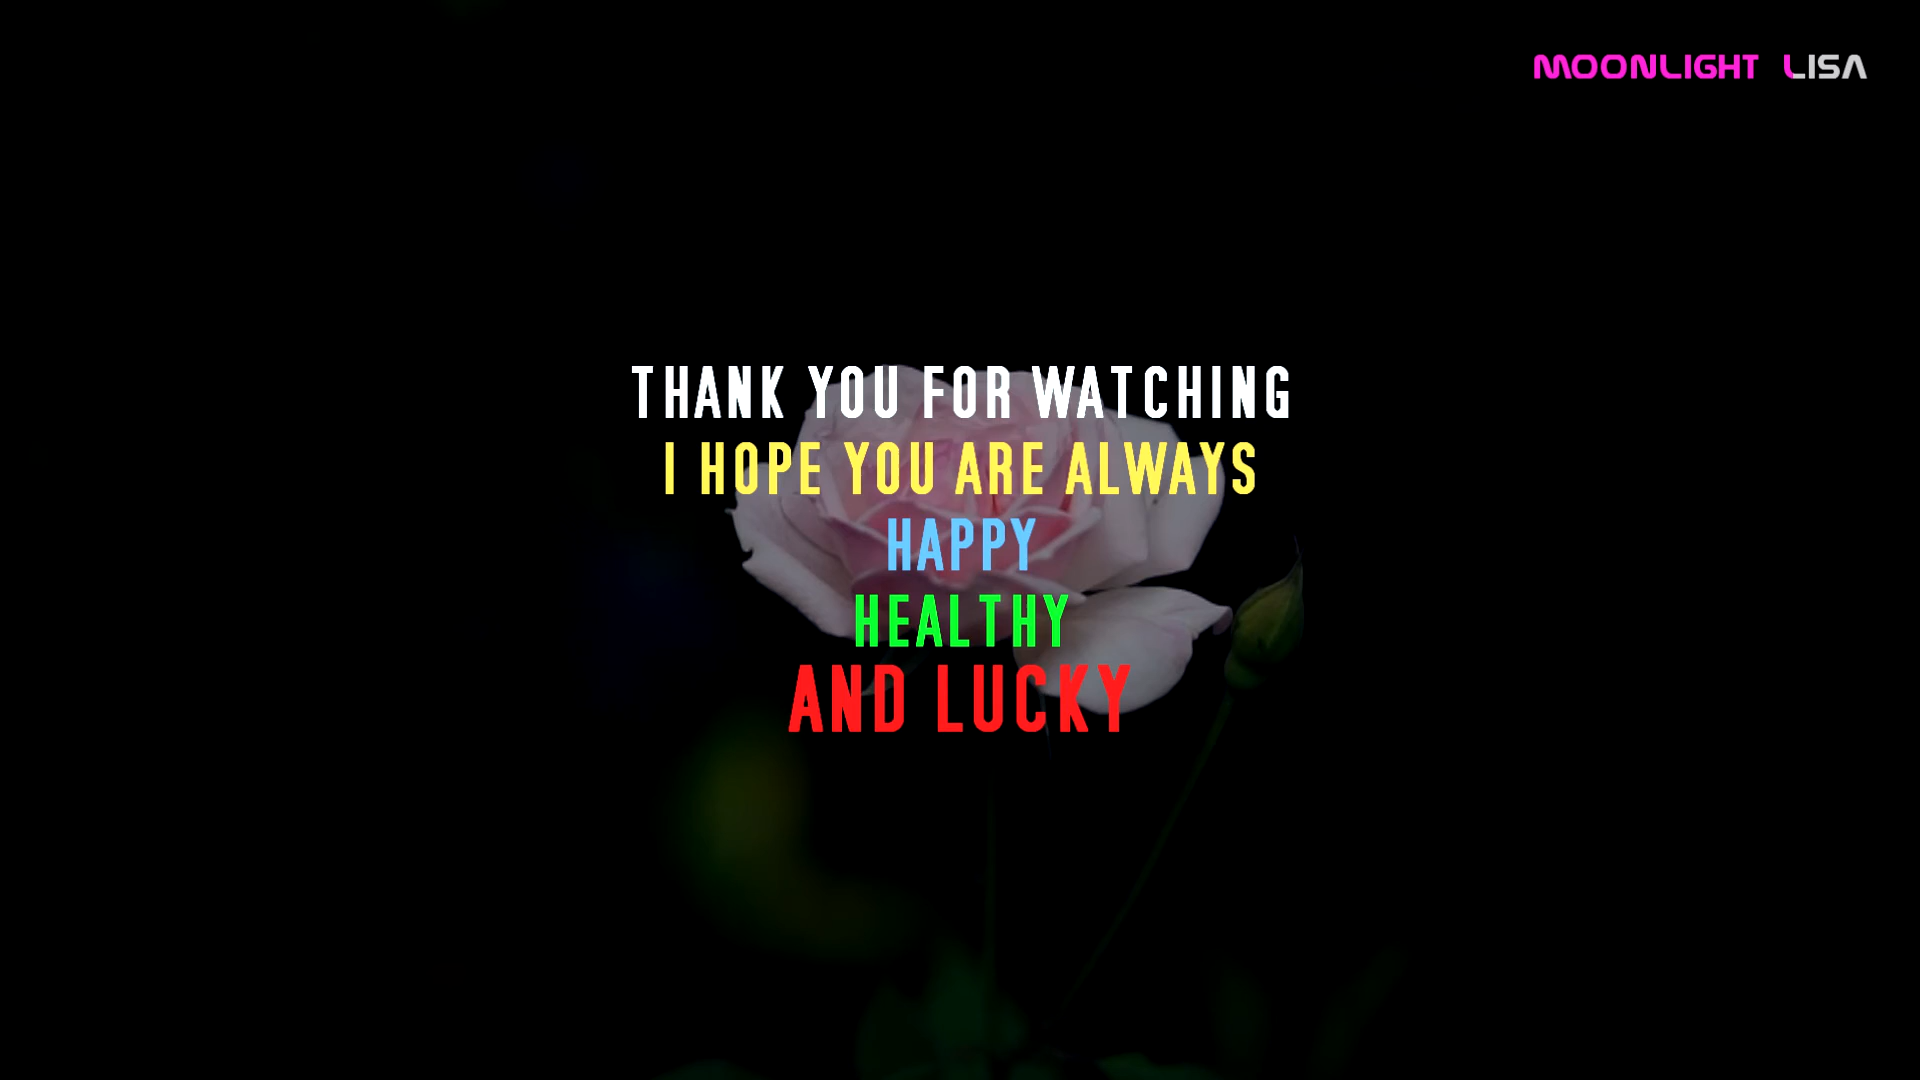 MOONLIGHT LISA
THANK YOU FOR WATCHING
I HOPE YOU ARE ALWAYS
HAPPY
HEALTHY
AND LUCKY